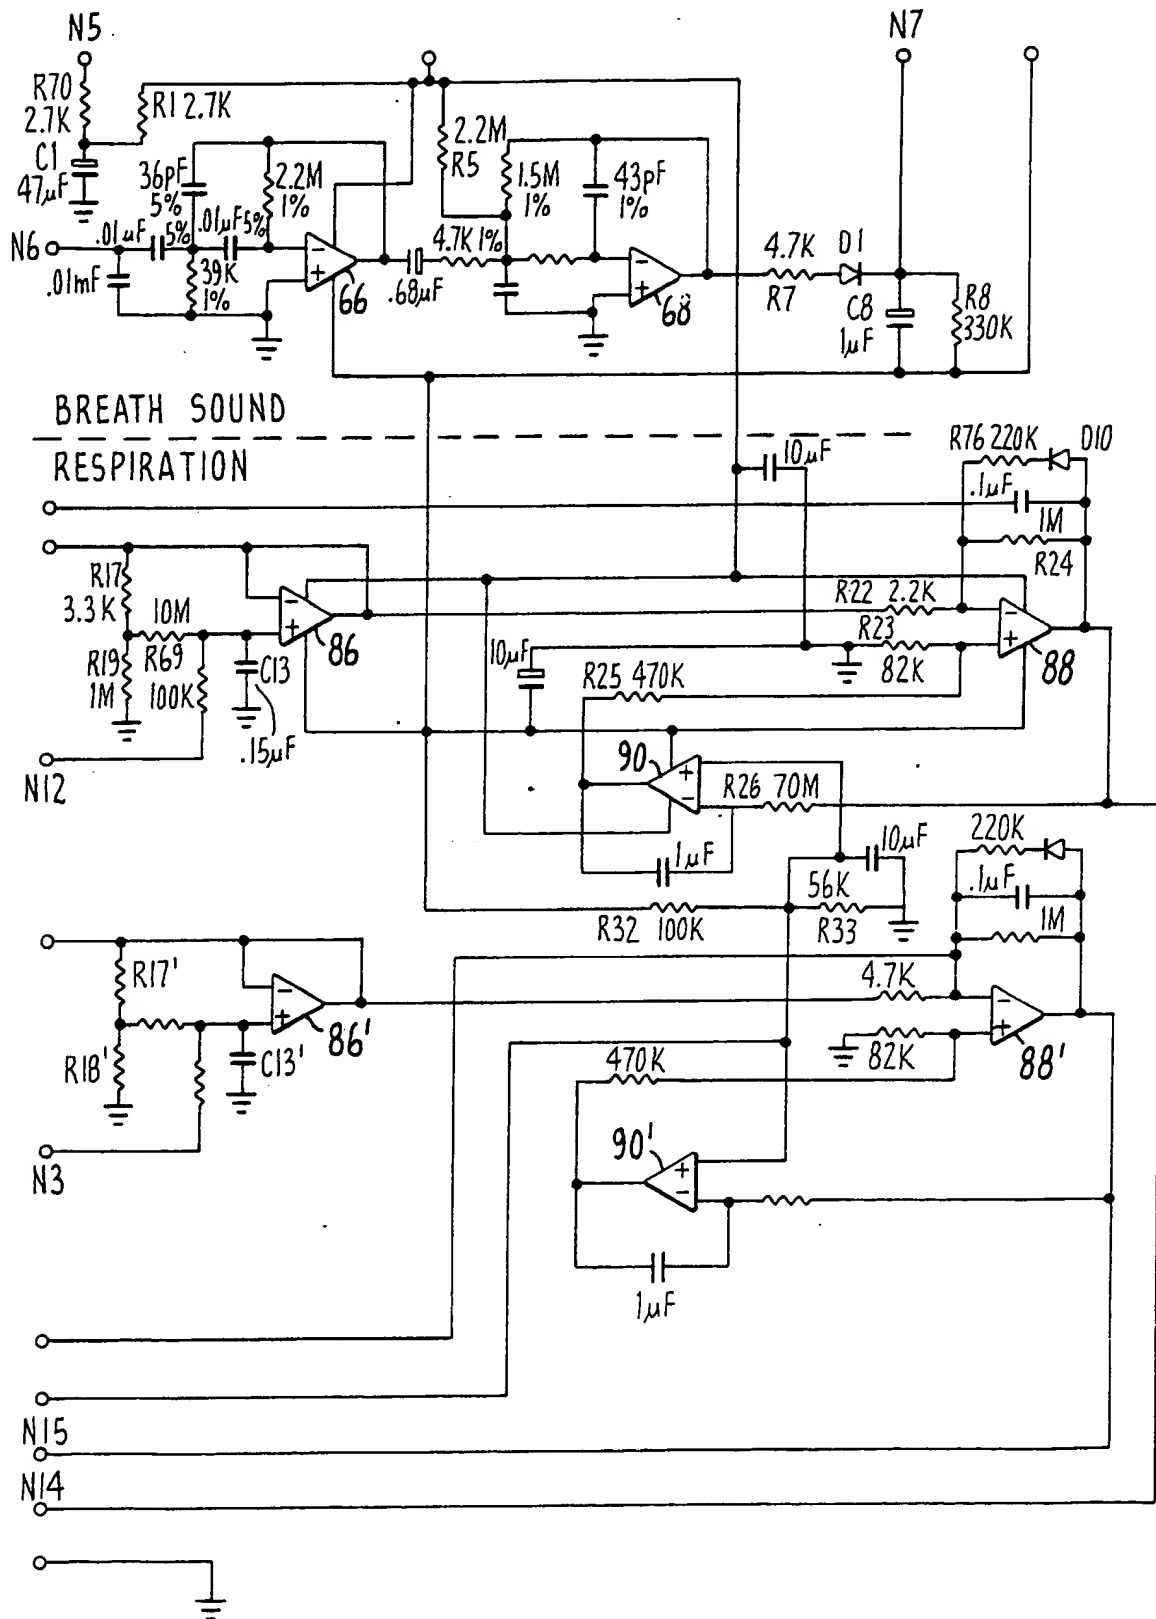 N5
N7
R70
2.7K
R1 2.7K
C1
47µF
36pF
5%
2.2M
1%
2.2M
R5
1.5M
1%
43pF
1%
N6
.01µF
5%
.01µF 5%
.01mF
39K
1%
4.7K 1%
.68µF
−
+
66
−
+
68
4.7K
R7
D1
C8
1µF
R8
330K
BREATH SOUND
RESPIRATION
10µF
R76 220K
D10
.1µF
1M
R24
R17
3.3K
10M
R69
R19
1M
100K
C13
.15µF
−
+
86
R22 2.2K
R23
82K
−
+
88
10µF
R25 470K
N12
90
+
−
R26 70M
1µF
10µF
56K
R33
R32 100K
220K
.1µF
1M
R17'
R18'
C13'
−
+
86'
4.7K
82K
−
+
88'
470K
N3
90'
+
−
1µF
N15
N14